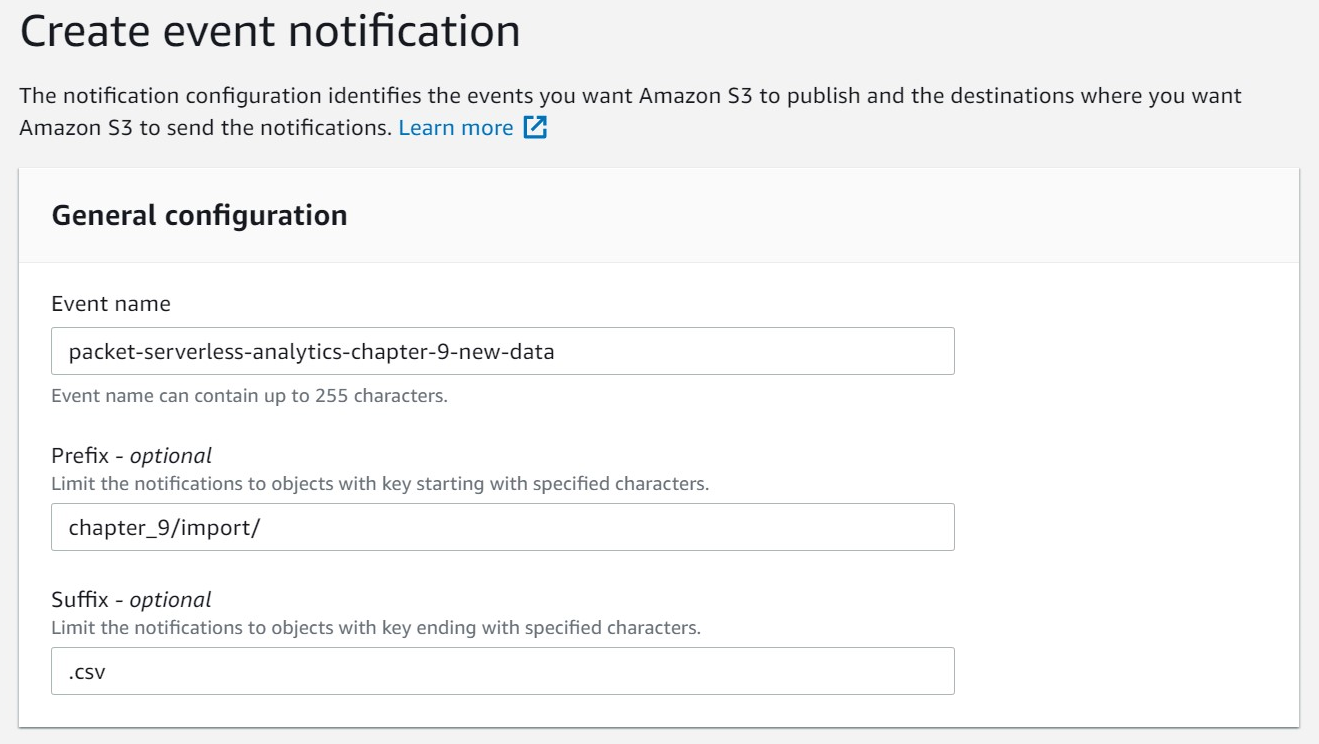 Create event notification
The notification configuration identifies the events you want Amazon S3 to publish and the destinations where you want
Amazon S3 to send the notifications. Learn more
General configuration
Event name
packet-serverless-analytics-chapter-9-new-data
Event name can contain up to 255 characters.
Prefix - optional
Limit the notifications to objects with key starting with specified characters.
chapter_9/import/
Suffix - optional
Limit the notifications to objects with key ending with specified characters.
.csv